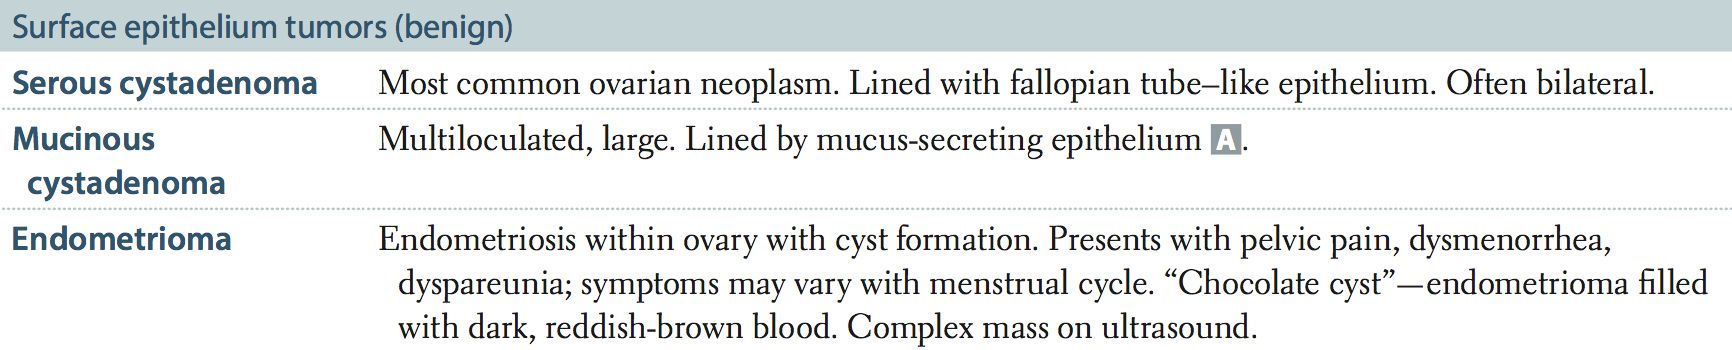 Surface epithelium tumors (benign)
Serous cystadenoma Most common ovarian neoplasm. Lined with fallopian tube–like epithelium. Often bilateral.
Mucinous cystadenoma Multiloculated, large. Lined by mucus-secreting epithelium A.
Endometrioma Endometriosis within ovary with cyst formation. Presents with pelvic pain, dysmenorrhea,
dyspareunia; symptoms may vary with menstrual cycle. “Chocolate cyst”—endometrioma filled
with dark, reddish-brown blood. Complex mass on ultrasound.